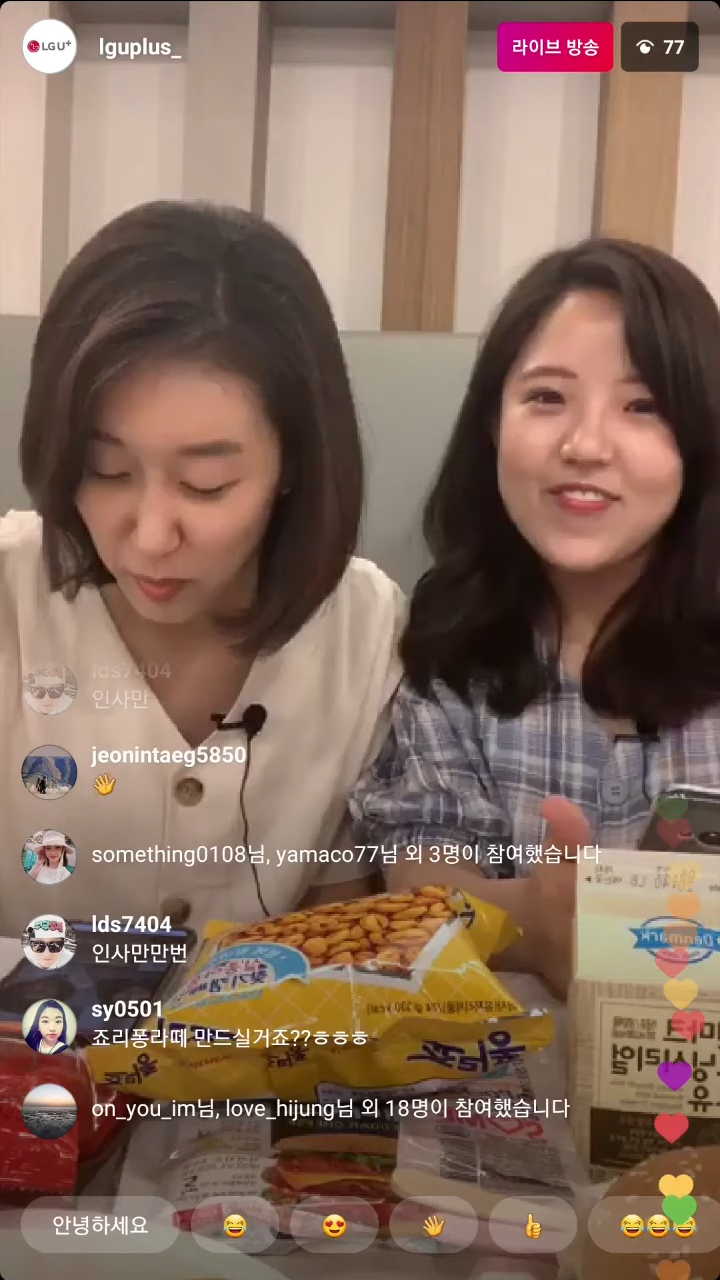 LG U+
lguplus_
라이브 방송
77
lds7404
인사만
jeonintaeg5850
👋
something0108님, yamaco77님 외 3명이 참여했습니다
lds7404
인사만만번
sy0501
죠리퐁라떼 만드실거죠??ㅎㅎㅎ
on_you_im님, love_hijung님 외 18명이 참여했습니다
Denmark
안녕하세요
😂
😍
👋
👍
😂😂😂